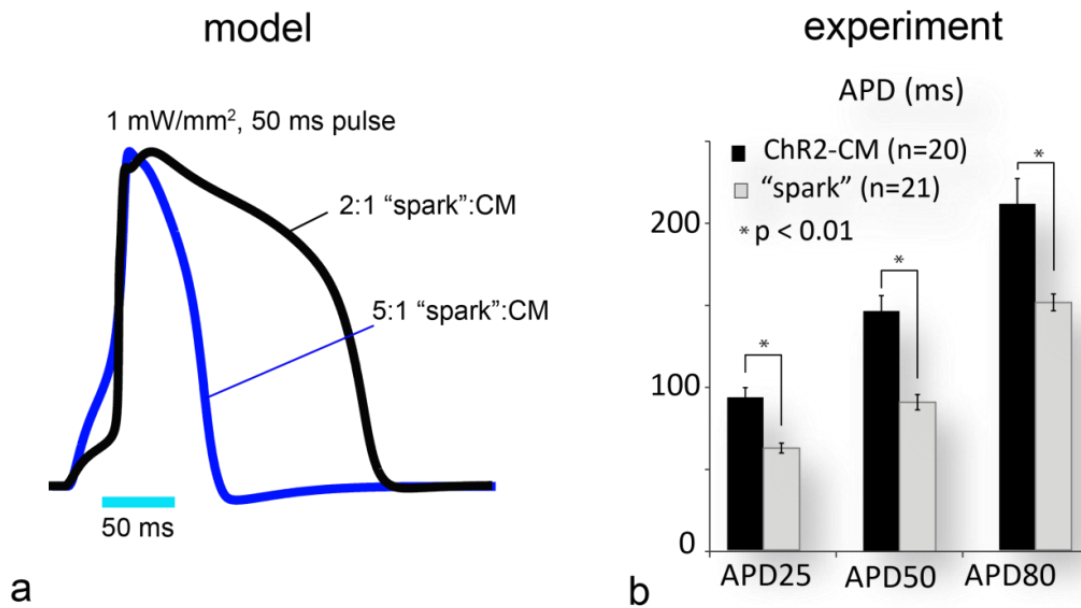 model
1 mW/mm², 50 ms pulse
2:1 “spark”:CM
5:1 “spark”:CM
50 ms
a
experiment
APD (ms)
ChR2-CM (n=20)
“spark” (n=21)
* p < 0.01
*
*
*
200
100
0
APD25 APD50 APD80
b